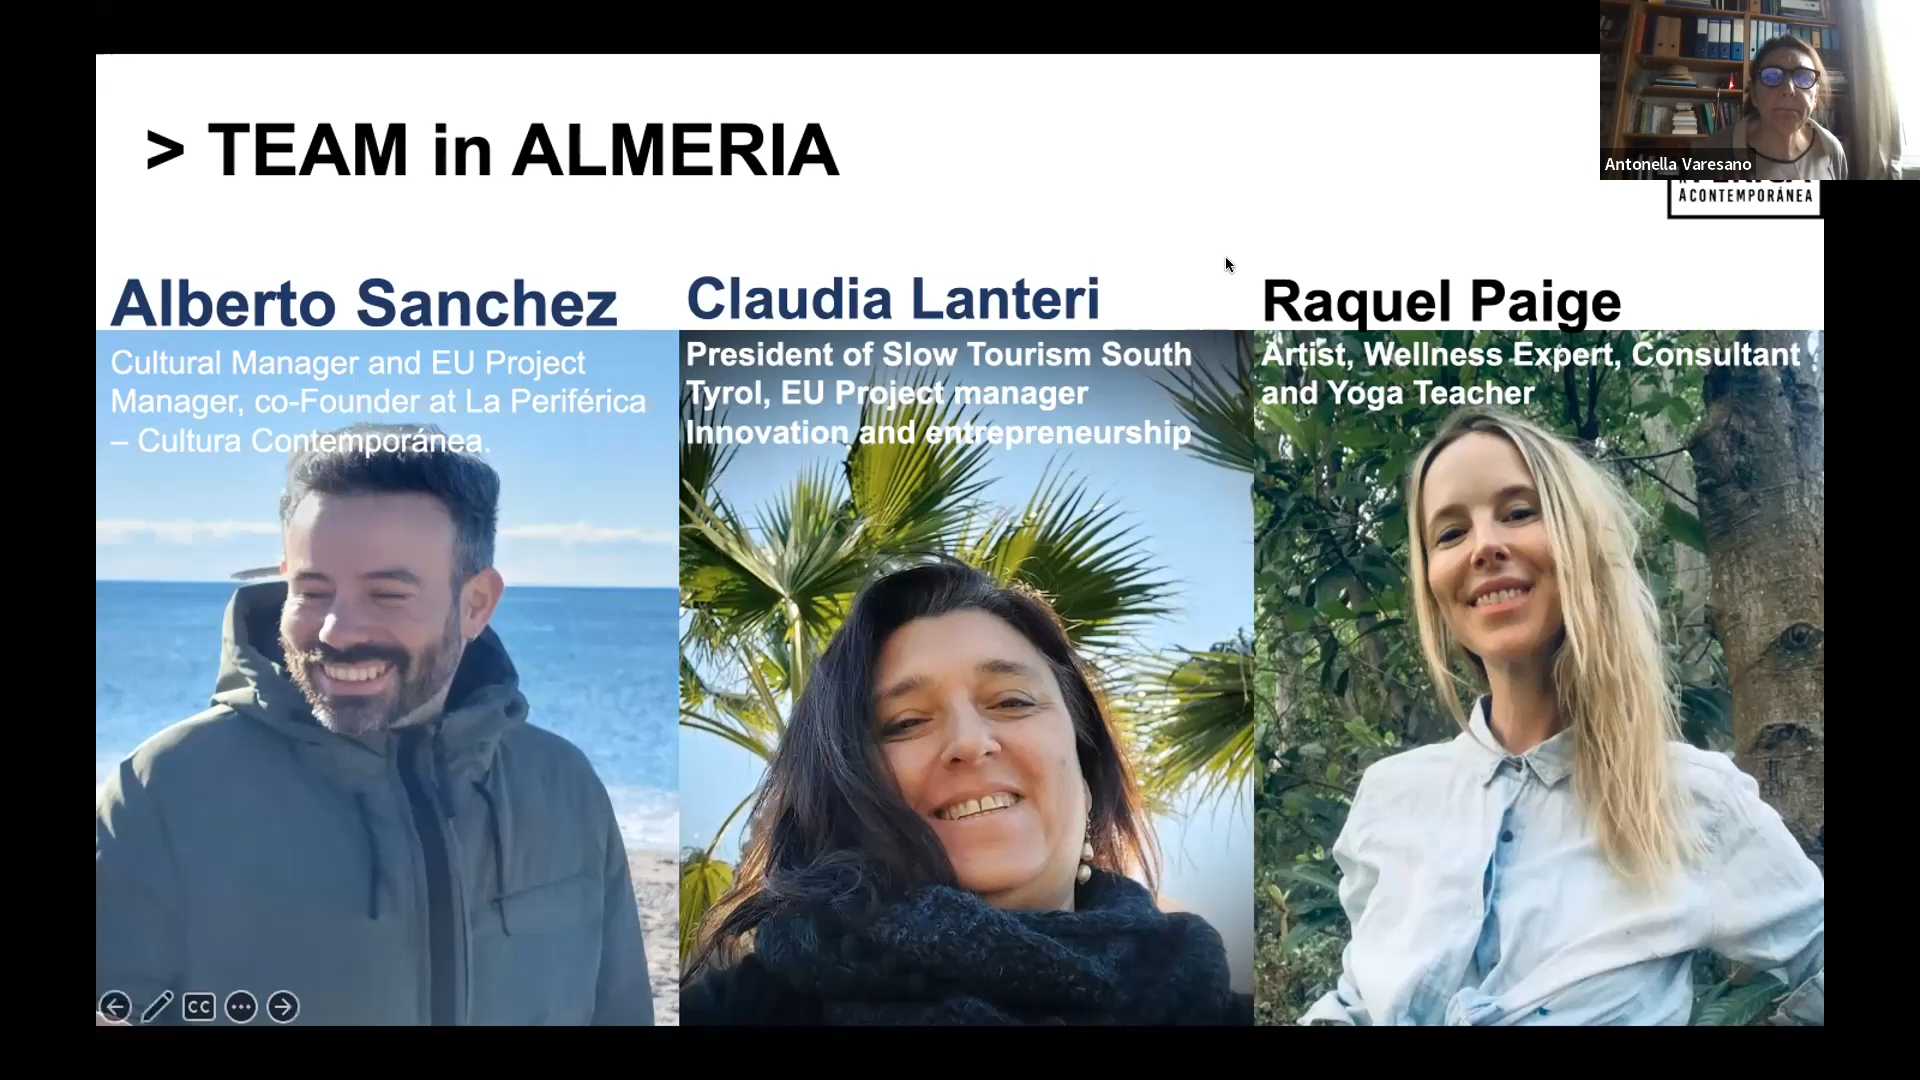 > TEAM in ALMERIA
Antonella Varesano
ACONTEMPORÁNEA
Alberto Sanchez
Cultural Manager and EU Project
Manager, co-Founder at La Periférica
– Cultura Contemporánea.
Claudia Lanteri
President of Slow Tourism South
Tyrol, EU Project manager
Innovation and entrepreneurship
Raquel Paige
Artist, Wellness Expert, Consultant
and Yoga Teacher
CC